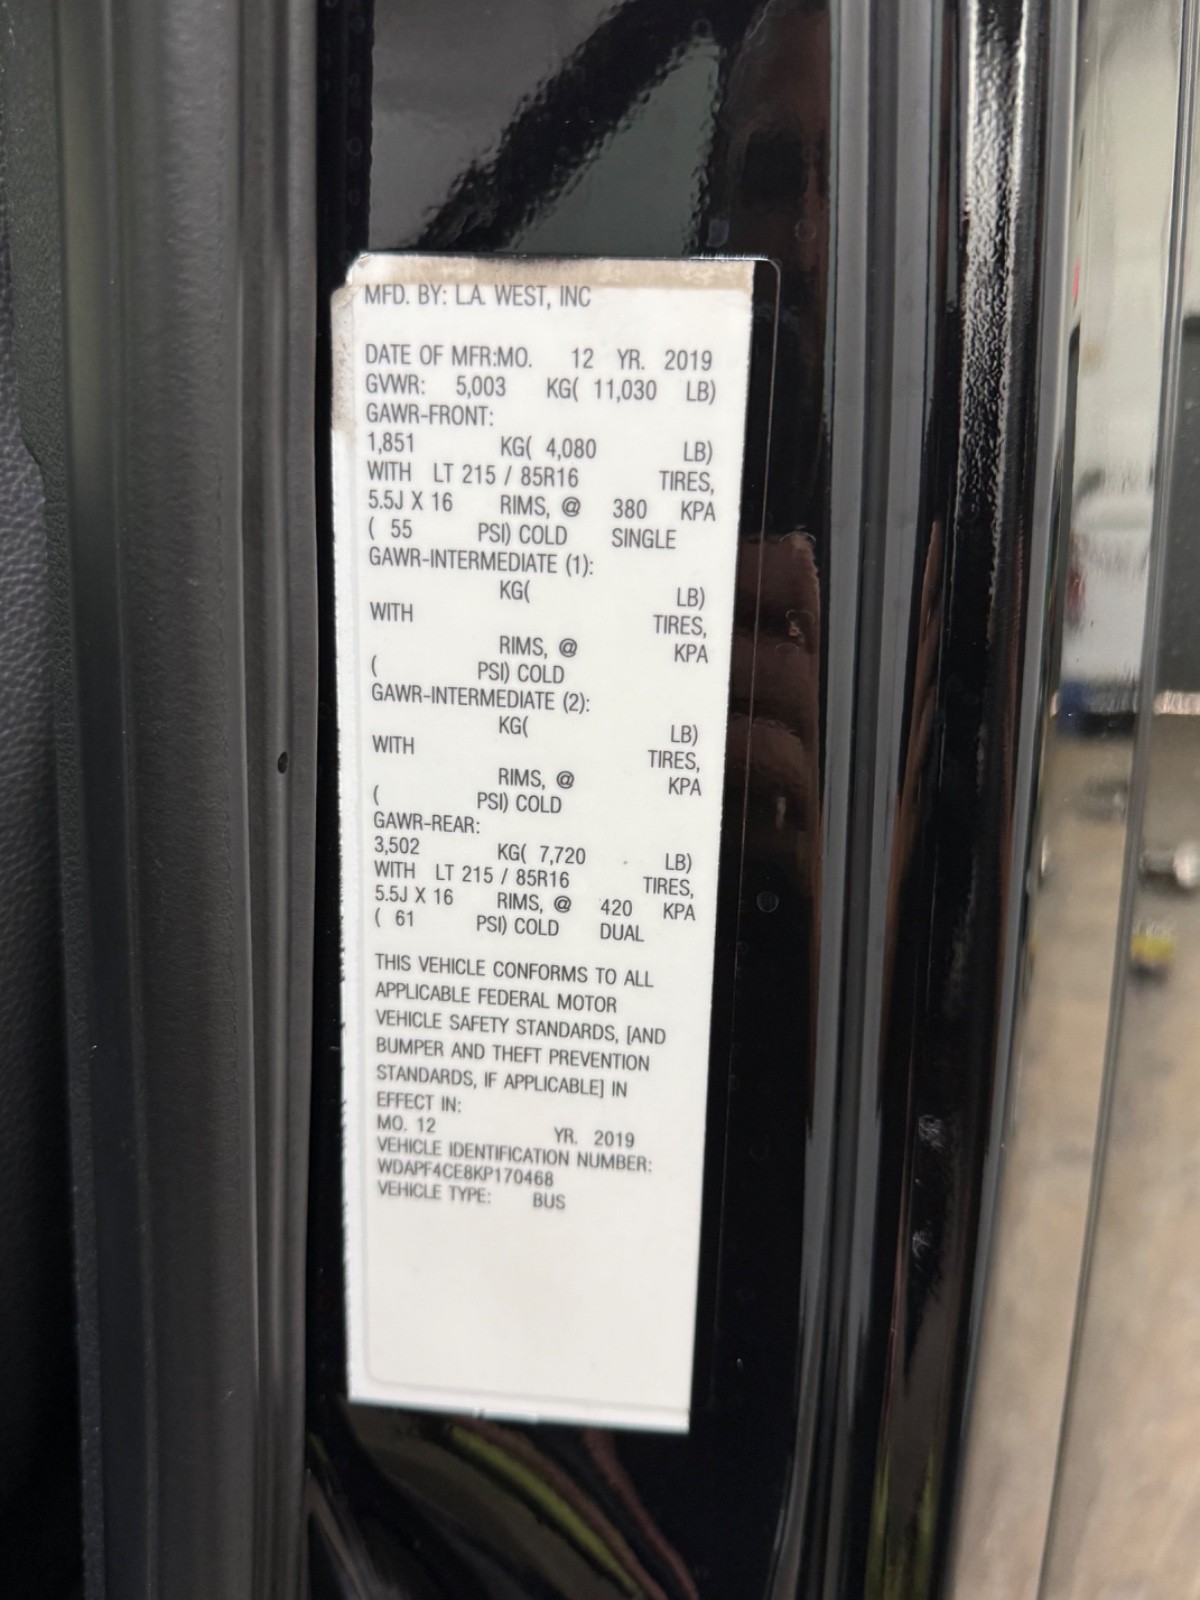 MFD. BY: L.A. WEST, INC
DATE OF MFR:MO. 12 YR. 2019
GVWR: 5,003 KG( 11,030 LB)
GAWR-FRONT:
1,851 KG( 4,080 LB)
WITH LT 215 / 85R16 TIRES,
5.5J X 16 RIMS, @ 380 KPA
( 55 PSI) COLD SINGLE
GAWR-INTERMEDIATE (1):
KG( LB)
WITH TIRES,
RIMS, @ KPA
( PSI) COLD
GAWR-INTERMEDIATE (2):
KG( LB)
WITH TIRES,
RIMS, @ KPA
( PSI) COLD
GAWR-REAR:
3,502 KG( 7,720 LB)
WITH LT 215 / 85R16 TIRES,
5.5J X 16 RIMS, @ 420 KPA
( 61 PSI) COLD DUAL
THIS VEHICLE CONFORMS TO ALL
APPLICABLE FEDERAL MOTOR
VEHICLE SAFETY STANDARDS, [AND
BUMPER AND THEFT PREVENTION
STANDARDS, IF APPLICABLE] IN
EFFECT IN:
MO. 12 YR. 2019
VEHICLE IDENTIFICATION NUMBER:
WDAPF4CE8KP170468
VEHICLE TYPE: BUS